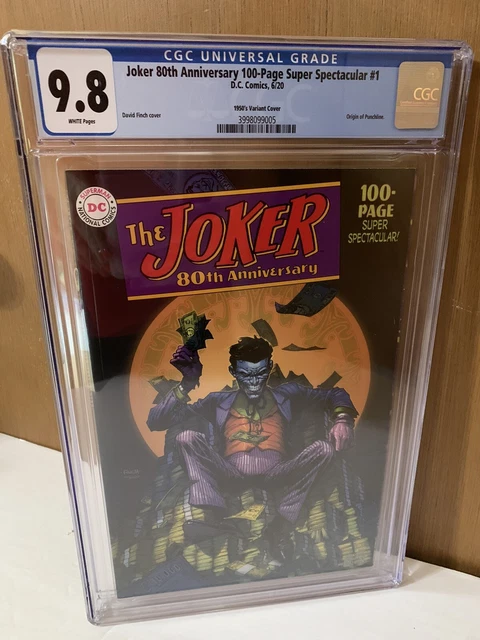 CGC UNIVERSAL GRADE
9.8
WHITE Pages
Joker 80th Anniversary 100-Page Super Spectacular #1
D.C. Comics, 6/20
1950's Variant Cover
David Finch cover
3998099005
Origin of Punchline
CGC
SUPERMAN
DC
NATIONAL COMICS
The JOKER
80th Anniversary
100-
PAGE
SUPER
SPECTACULAR!